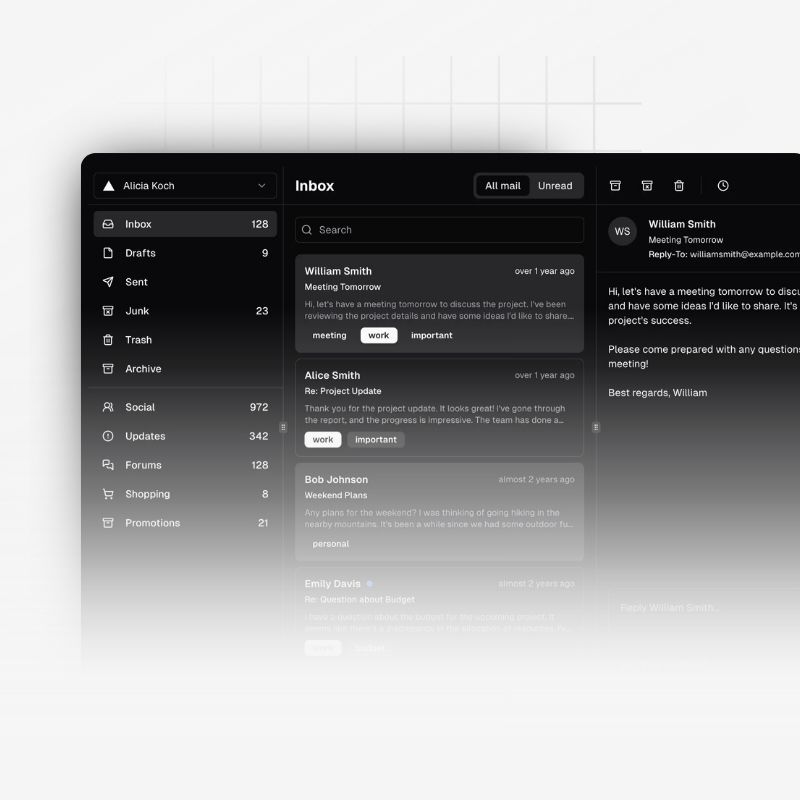 Alicia Koch
Inbox 128
Drafts 9
Sent
Junk 23
Trash
Archive
Social 972
Updates 342
Forums 128
Shopping 8
Promotions 21
Inbox
All mail Unread
Search
William Smith over 1 year ago
Meeting Tomorrow
Hi, let's have a meeting tomorrow to discuss the project. I've been
reviewing the project details and have some ideas I'd like to share....
meeting work important
Alice Smith over 1 year ago
Re: Project Update
Thank you for the project update. It looks great! I've gone through
the report, and the progress is impressive. The team has done a...
work important
Bob Johnson almost 2 years ago
Weekend Plans
Any plans for the weekend? I was thinking of going hiking in the
nearby mountains. It's been a while since we had some outdoor fu...
personal
Emily Davis almost 2 years ago
Re: Question about Budget
I have a question about the budget for the upcoming project. It
work budget
WS
William Smith
Meeting Tomorrow
Reply-To: williamsmith@example.com
Hi, let's have a meeting tomorrow to discu
and have some ideas I'd like to share. It's
project's success.
Please come prepared with any questions
meeting!
Best regards, William
Reply William Smith...